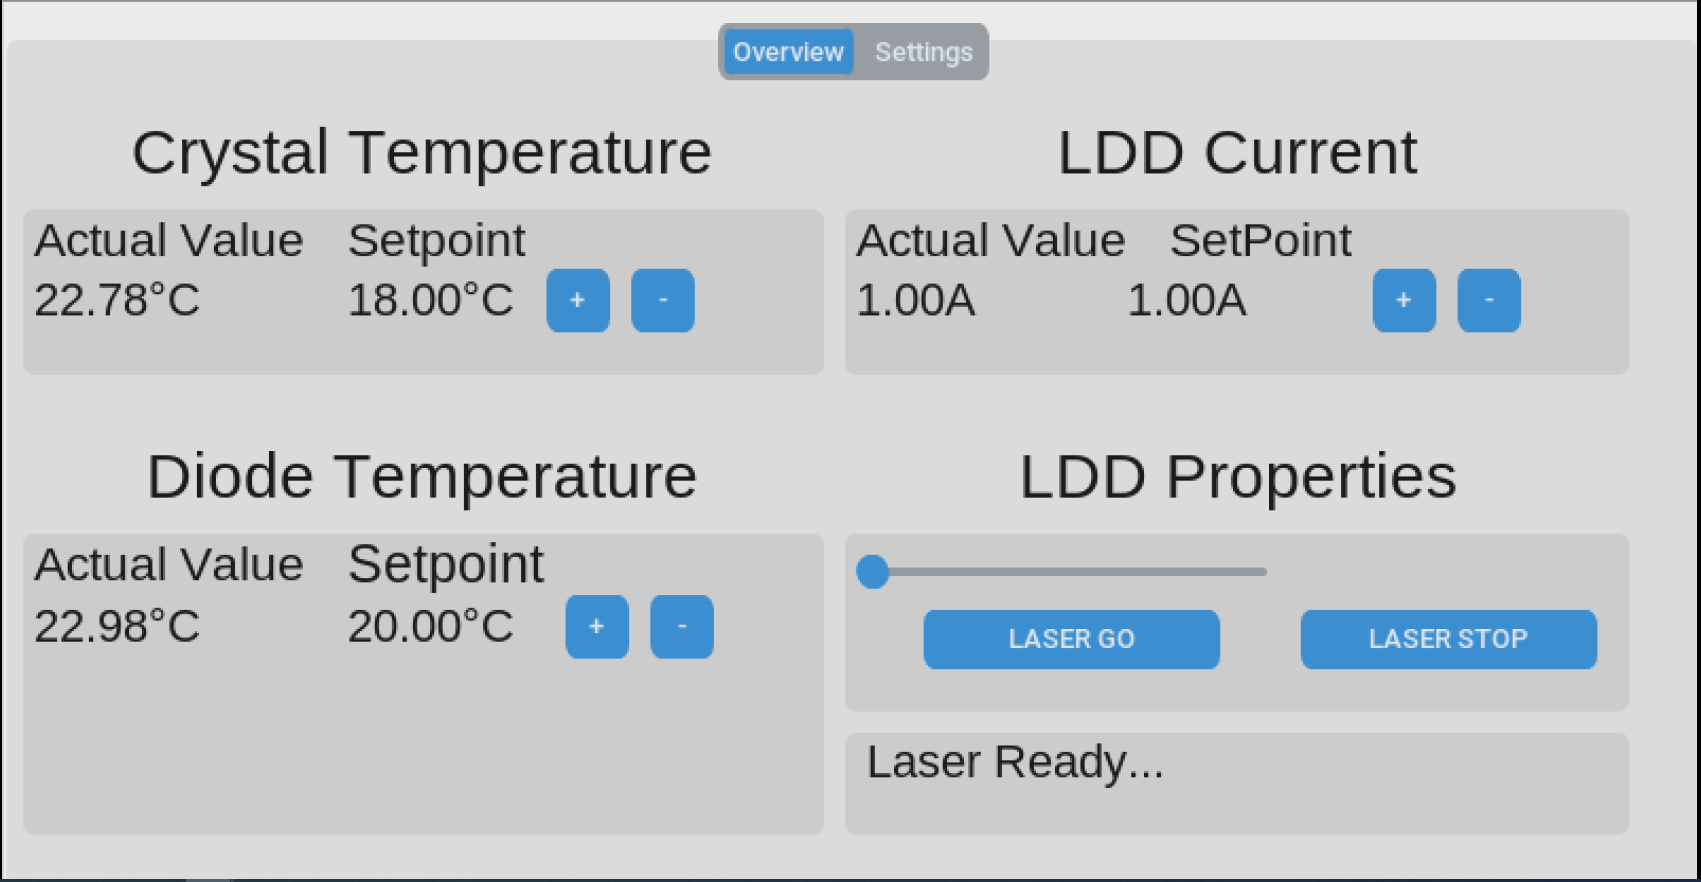 Overview Settings
Crystal Temperature
Actual Value Setpoint
22.78°C 18.00°C + -
LDD Current
Actual Value SetPoint
1.00A 1.00A + -
Diode Temperature
Actual Value Setpoint
22.98°C 20.00°C + -
LDD Properties
LASER GO LASER STOP
Laser Ready...